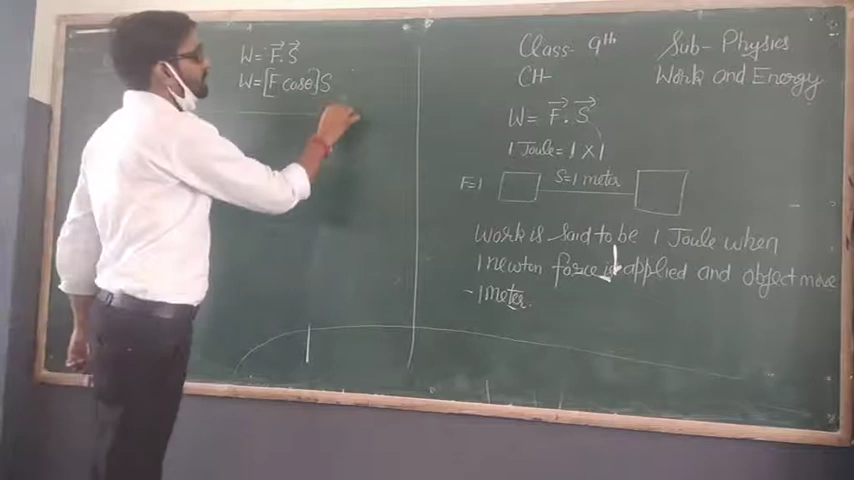 W = F⃗ . S⃗
W = [F cosθ] S
Class - 9th Sub - Physics
CH - Work and Energy
W = F⃗ . S⃗
1 Joule = 1 x 1
F=1 S=1 meter
Work is said to be 1 Joule when
1 newton force is applied and object move
1 meter.